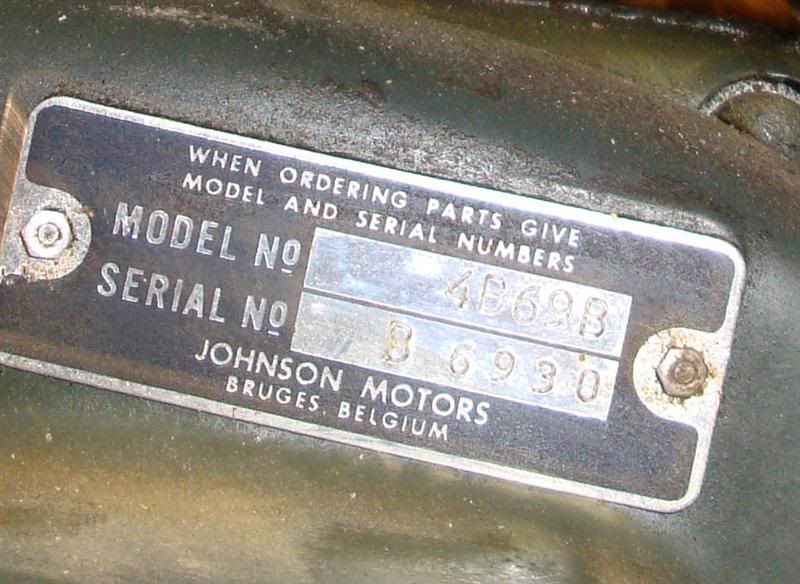 WHEN ORDERING PARTS GIVE
MODEL AND SERIAL NUMBERS
MODEL Nº 4B69B
SERIAL Nº B 6930
JOHNSON MOTORS
BRUGES, BELGIUM